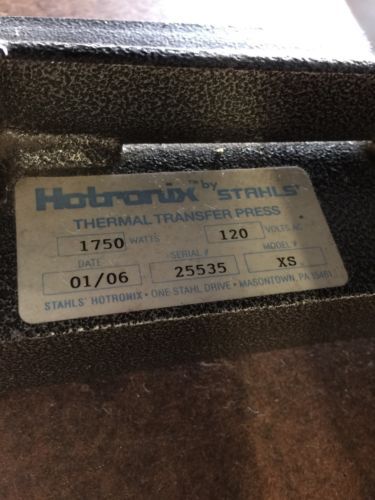 Hotronix ™ by STAHLS'
THERMAL TRANSFER PRESS
1750 WATTS 120 VOLTS AC
DATE SERIAL # MODEL #
01/06 25535 XS
STAHLS' HOTRONIX • ONE STAHL DRIVE • MASONTOWN, PA 15461